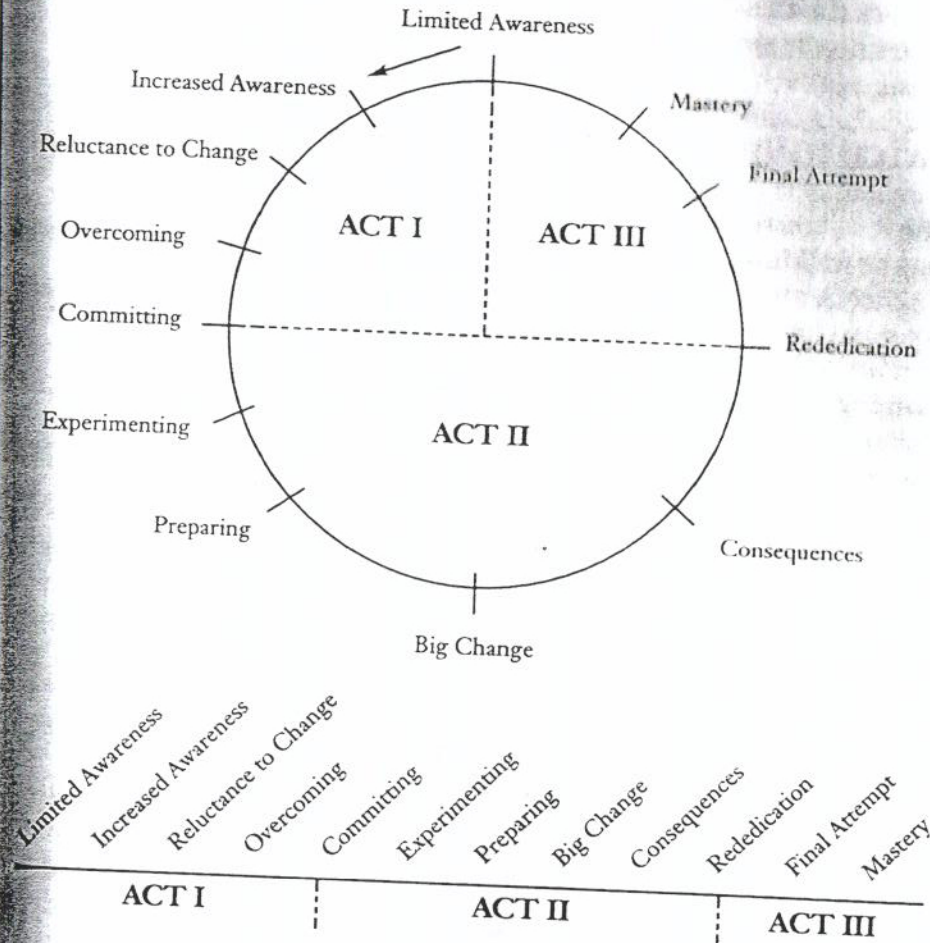 Limited Awareness
Increased Awareness
Mastery
Reluctance to Change
Final Attempt
ACT I
ACT III
Overcoming
Committing
Rededication
Experimenting
ACT II
Preparing
Consequences
Big Change
Limited Awareness
Increased Awareness
Reluctance to Change
Overcoming
Committing
Experimenting
Preparing
Big Change
Consequences
Rededication
Final Attempt
Mastery
ACT I
ACT II
ACT III